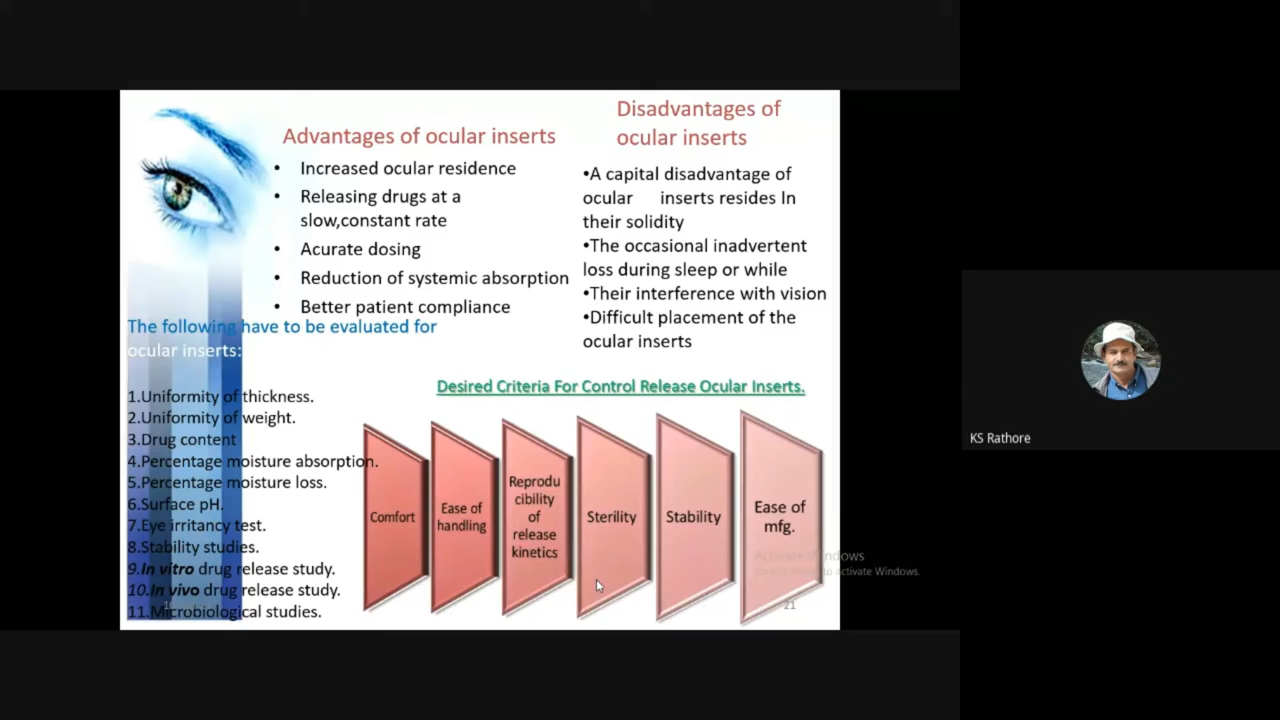 Advantages of ocular inserts
• Increased ocular residence
• Releasing drugs at a
slow,constant rate
• Acurate dosing
• Reduction of systemic absorption
• Better patient compliance
Disadvantages of
ocular inserts
•A capital disadvantage of
ocular inserts resides In
their solidity
•The occasional inadvertent
loss during sleep or while
•Their interference with vision
•Difficult placement of the
ocular inserts
The following have to be evaluated for
ocular inserts:
1.Uniformity of thickness.
2.Uniformity of weight.
3.Drug content
4.Percentage moisture absorption.
5.Percentage moisture loss.
6.Surface pH.
7.Eye irritancy test.
8.Stability studies.
9.In vitro drug release study.
10.In vivo drug release study.
11.Microbiological studies.
Desired Criteria For Control Release Ocular Inserts.
Comfort
Ease of
handling
Reprodu
cibility
of
release
kinetics
Sterility
Stability
Ease of
mfg.
Activate Windows
to activate Windows.
21
KS Rathore